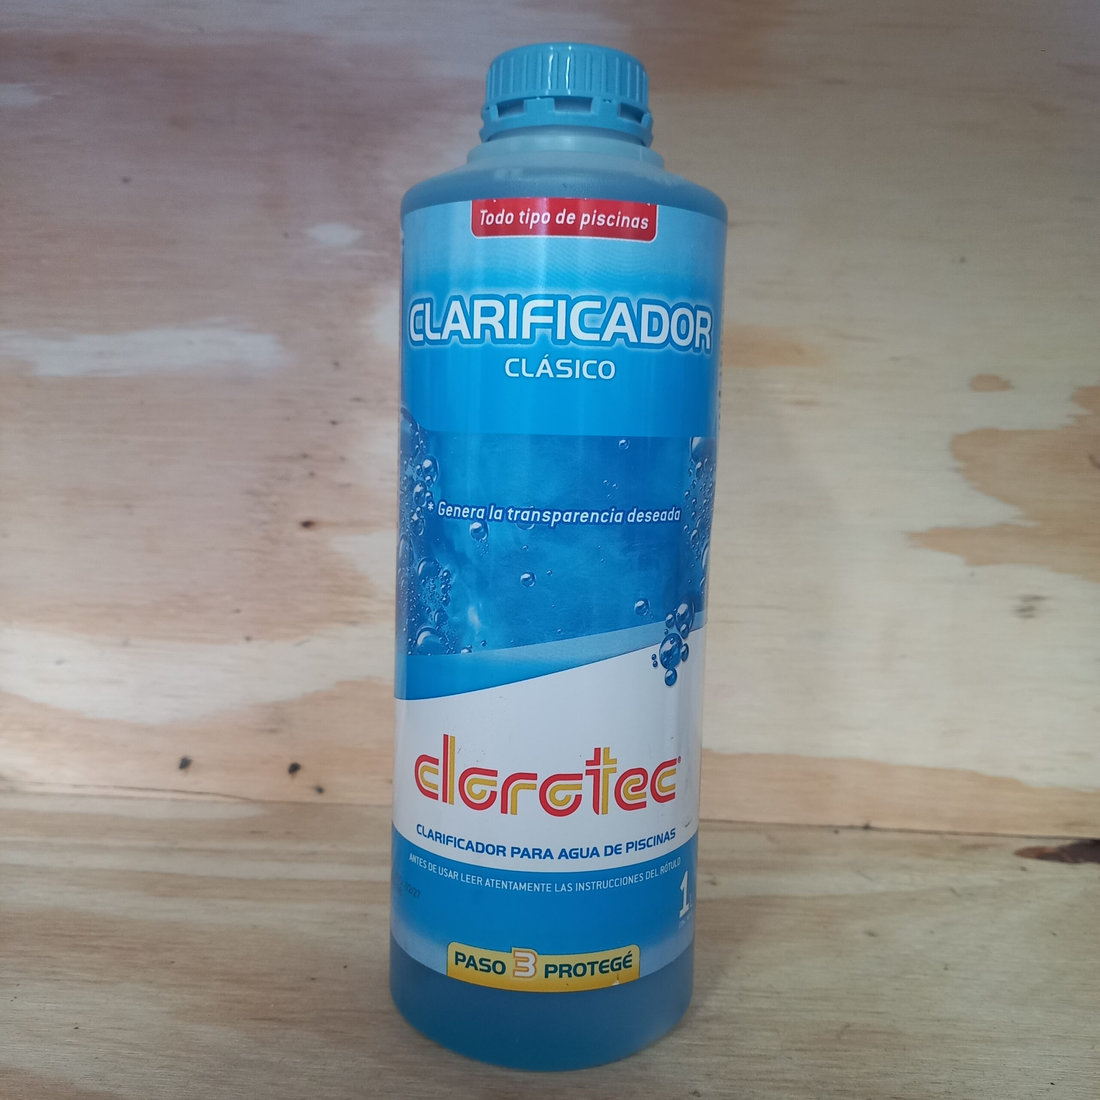 Todo tipo de piscinas
CLARIFICADOR
CLÁSICO
* Genera la transparencia deseada
clorotec
CLARIFICADOR PARA AGUA DE PISCINAS
ANTES DE USAR LEER ATENTAMENTE LAS INSTRUCCIONES DEL RÓTULO
1
PASO 3 PROTEGÉ